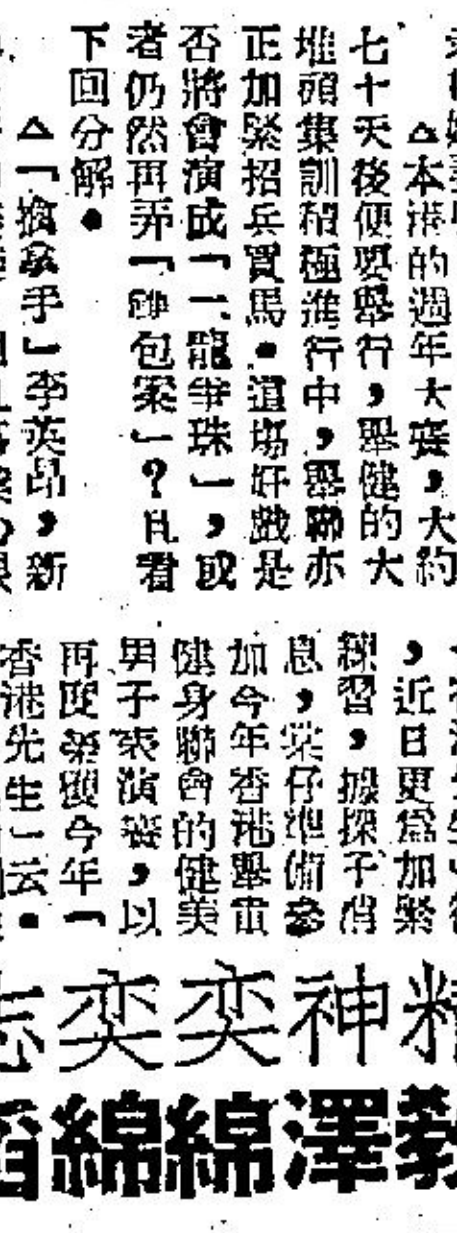 △本港的週年大賽，大約
七十天後便要舉行，舉健的大
堆頭集訓積極進行中，舉聯亦
正加緊招兵買馬。這場好戲是
否將會演成「二龍爭珠」，或
者仍然再弄「 包案」？且看
下回分解。
△「擒拿手」李英昂，新
，近日更為加緊
練習，據探子消
息，棠仔準備參
加今年香港舉重
健身聯會的健美
男子表演賽，以
再度榮膺今年「
香港先生」云。
精神奕奕
教澤綿綿